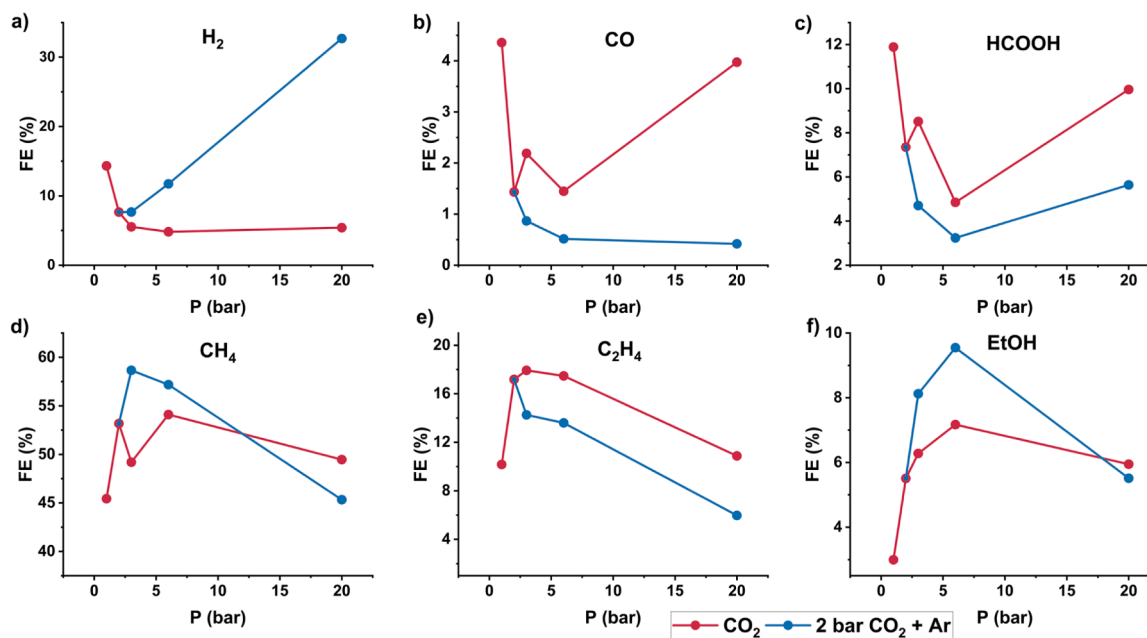 a)
H₂
FE (%)
30
20
10
0
0 5 10 15 20
P (bar)
b)
CO
FE (%)
4
3
2
1
0
0 5 10 15 20
P (bar)
c)
HCOOH
FE (%)
12
10
8
6
4
2
0 5 10 15 20
P (bar)
d)
CH₄
FE (%)
60
55
50
45
40
0 5 10 15 20
P (bar)
e)
C₂H₄
FE (%)
20
16
12
8
4
0 5 10 15 20
P (bar)
f)
EtOH
FE (%)
10
8
6
4
0 5 10 15 20
P (bar)
CO₂ 2 bar CO₂ + Ar